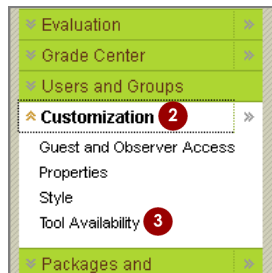 Evaluation
Grade Center
Users and Groups
Customization 2
Guest and Observer Access
Properties
Style
Tool Availability 3
Packages and